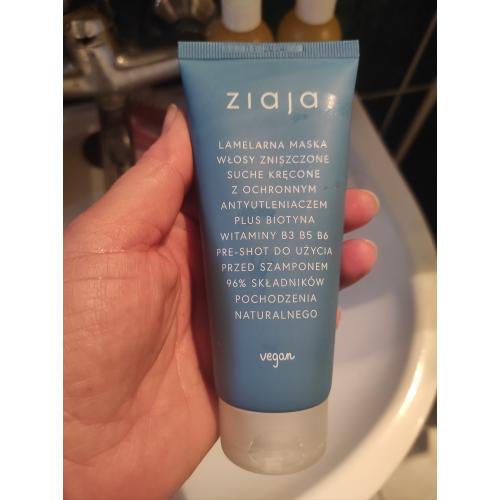 ziaja
LAMELARNA MASKA
WŁOSY ZNISZCZONE
SUCHE KRĘCONE
Z OCHRONNYM
ANTYUTLENIACZEM
PLUS BIOTYNA
WITAMINY B3 B5 B6
PRE-SHOT DO UŻYCIA
PRZED SZAMPONEM
96% SKŁADNIKÓW
POCHODZENIA
NATURALNEGO
vegan